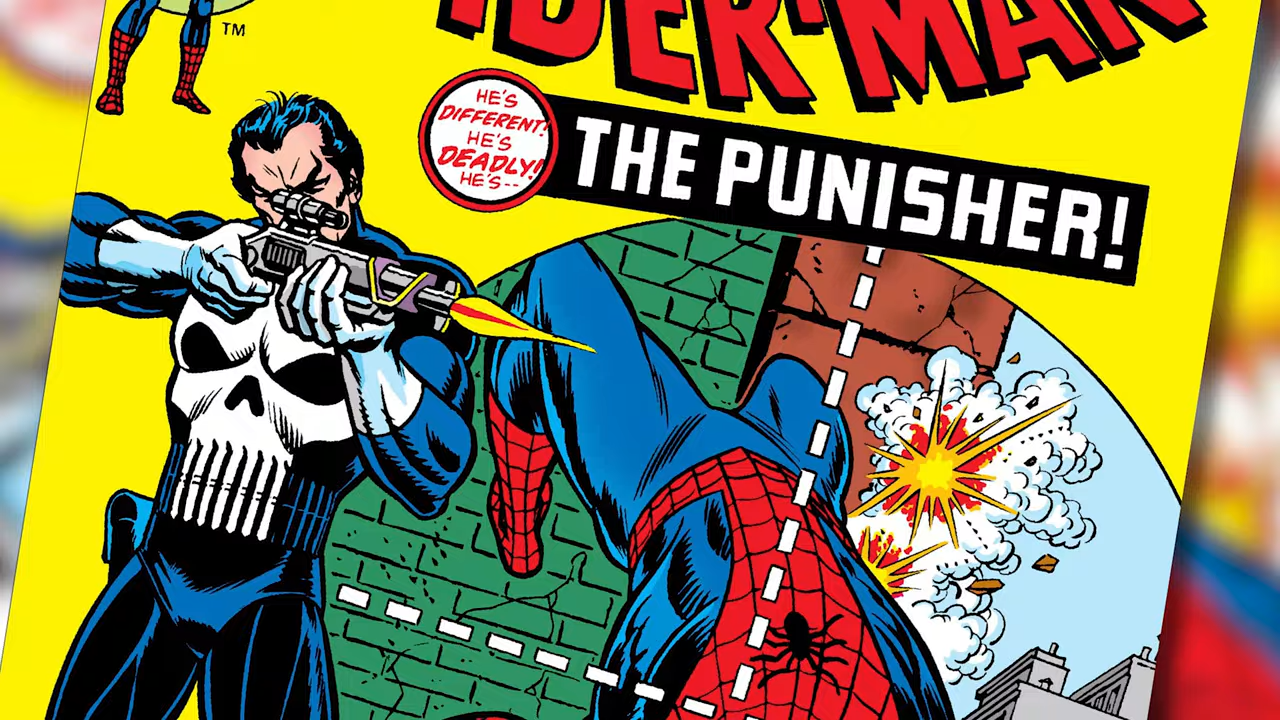 TM
IDER-MAN
HE'S
DIFFERENT!
HE'S
DEADLY!
HE'S--
THE PUNISHER!